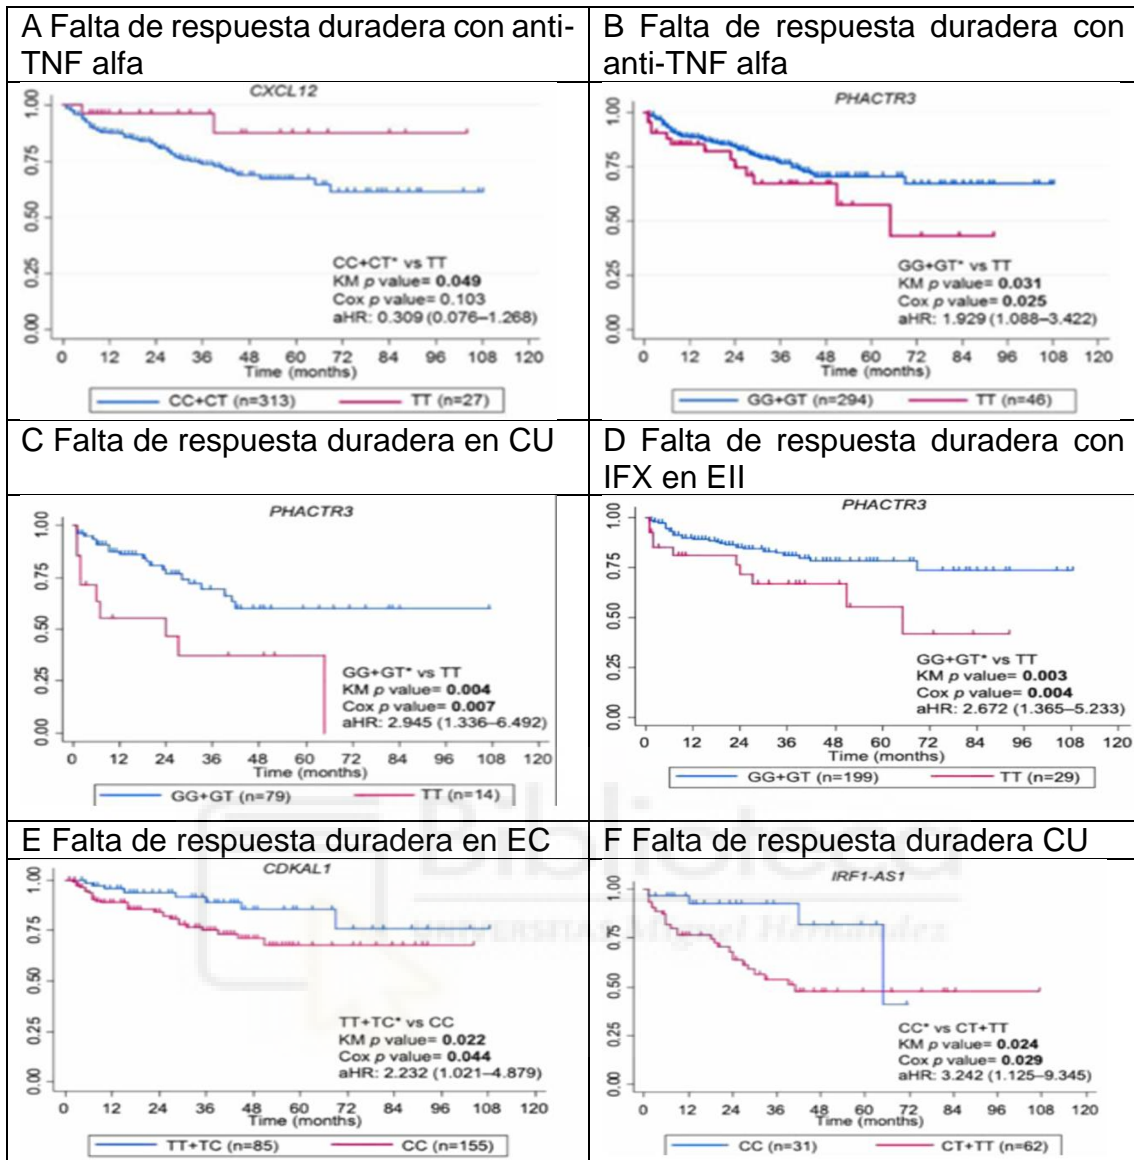 A Falta de respuesta duradera con anti-
TNF alfa
CXCL12
1.00
0.75
0.50
0.25
0.00
CC+CT* vs TT
KM p value= 0.049
Cox p value= 0.103
aHR: 0.309 (0.076–1.268)
0 12 24 36 48 60 72 84 96 108 120
Time (months)
CC+CT (n=313) TT (n=27)
B Falta de respuesta duradera con
anti-TNF alfa
PHACTR3
1.00
0.75
0.50
0.25
0.00
GG+GT* vs TT
KM p value= 0.031
Cox p value= 0.025
aHR: 1.929 (1.088–3.422)
0 12 24 36 48 60 72 84 96 108 120
Time (months)
GG+GT (n=294) TT (n=46)
C Falta de respuesta duradera en CU
PHACTR3
1.00
0.75
0.50
0.25
0.00
GG+GT* vs TT
KM p value= 0.004
Cox p value= 0.007
aHR: 2.945 (1.336–6.492)
0 12 24 36 48 60 72 84 96 108 120
Time (months)
GG+GT (n=79) TT (n=14)
D Falta de respuesta duradera con
IFX en EII
PHACTR3
1.00
0.75
0.50
0.25
0.00
GG+GT* vs TT
KM p value= 0.003
Cox p value= 0.004
aHR: 2.672 (1.365–5.233)
0 12 24 36 48 60 72 84 96 108 120
Time (months)
GG+GT (n=199) TT (n=29)
E Falta de respuesta duradera en EC
CDKAL1
1.00
0.75
0.50
0.25
0.00
TT+TC* vs CC
KM p value= 0.022
Cox p value= 0.044
aHR: 2.232 (1.021–4.879)
0 12 24 36 48 60 72 84 96 108 120
Time (months)
TT+TC (n=85) CC (n=155)
F Falta de respuesta duradera CU
IRF1-AS1
1.00
0.75
0.50
0.25
0.00
CC* vs CT+TT
KM p value= 0.024
Cox p value= 0.029
aHR: 3.242 (1.125–9.345)
0 12 24 36 48 60 72 84 96 108 120
Time (months)
CC (n=31) CT+TT (n=62)
Biblioteca
UNIVERSITAS Miguel Hernández